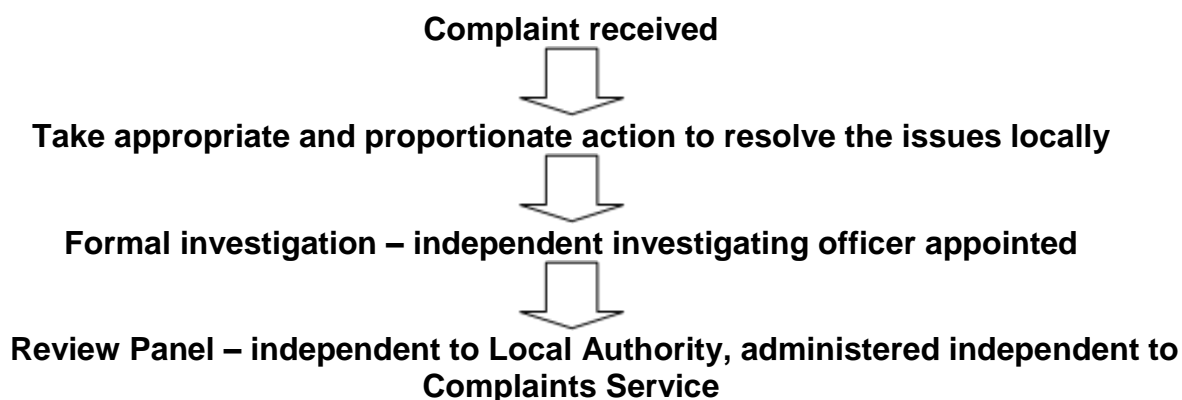 Complaint received
Take appropriate and proportionate action to resolve the issues locally
Formal investigation – independent investigating officer appointed
Review Panel – independent to Local Authority, administered independent to
Complaints Service